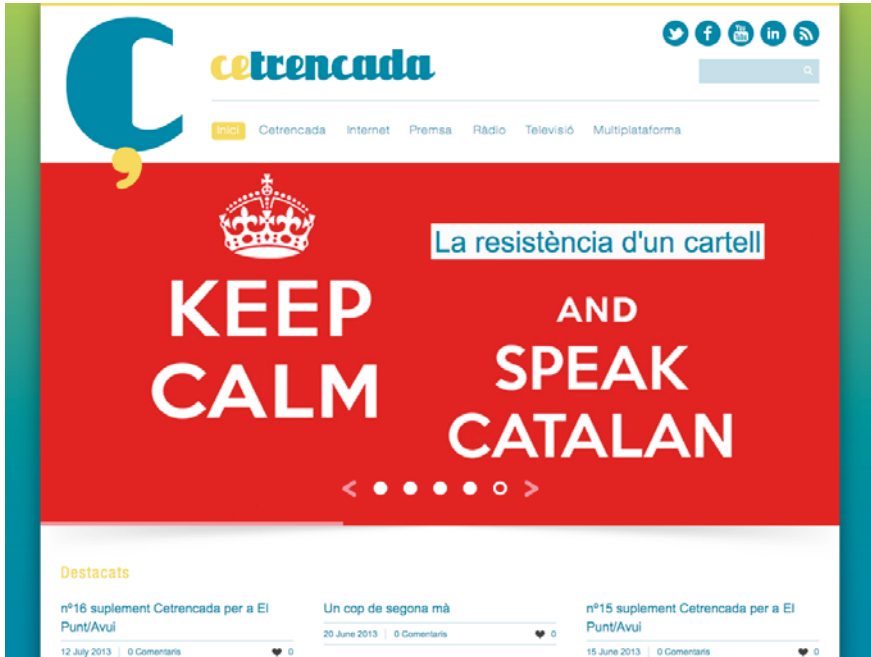 Ç
cetrencada
Inici Cetrencada Internet Premsa Ràdio Televisió Multiplataforma
La resistència d'un cartell
KEEP
CALM
AND
SPEAK
CATALAN
Destacats
nº16 suplement Cetrencada per a El
Punt/Avui
12 July 2013 0 Comentaris 0
Un cop de segona mà
20 June 2013 0 Comentaris 0
nº15 suplement Cetrencada per a El
Punt/Avui
15 June 2013 0 Comentaris 0